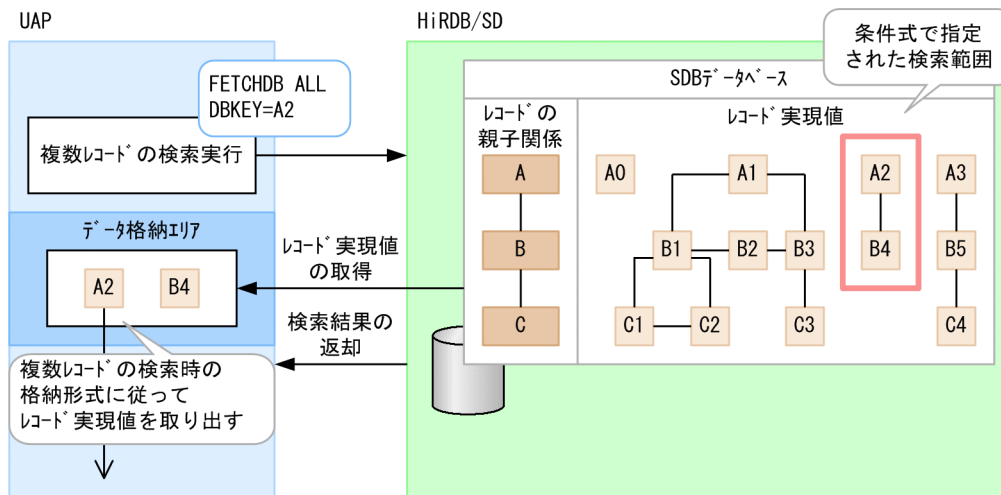 UAP
HiRDB/SD
条件式で指定
された検索範囲
FETCHDB ALL
DBKEY=A2
SDBﾃﾞｰﾀﾍﾞｰｽ
ﾚｺｰﾄﾞの
親子関係
ﾚｺｰﾄﾞ実現値
複数ﾚｺｰﾄﾞの検索実行
A
A0
A1
A2
A3
ﾃﾞｰﾀ格納ｴﾘｱ
ﾚｺｰﾄﾞ実現値
の取得
B
B1
B2
B3
B4
B5
A2
B4
検索結果の
返却
C
C1
C2
C3
C4
複数ﾚｺｰﾄﾞの検索時の
格納形式に従って
ﾚｺｰﾄﾞ実現値を取り出す